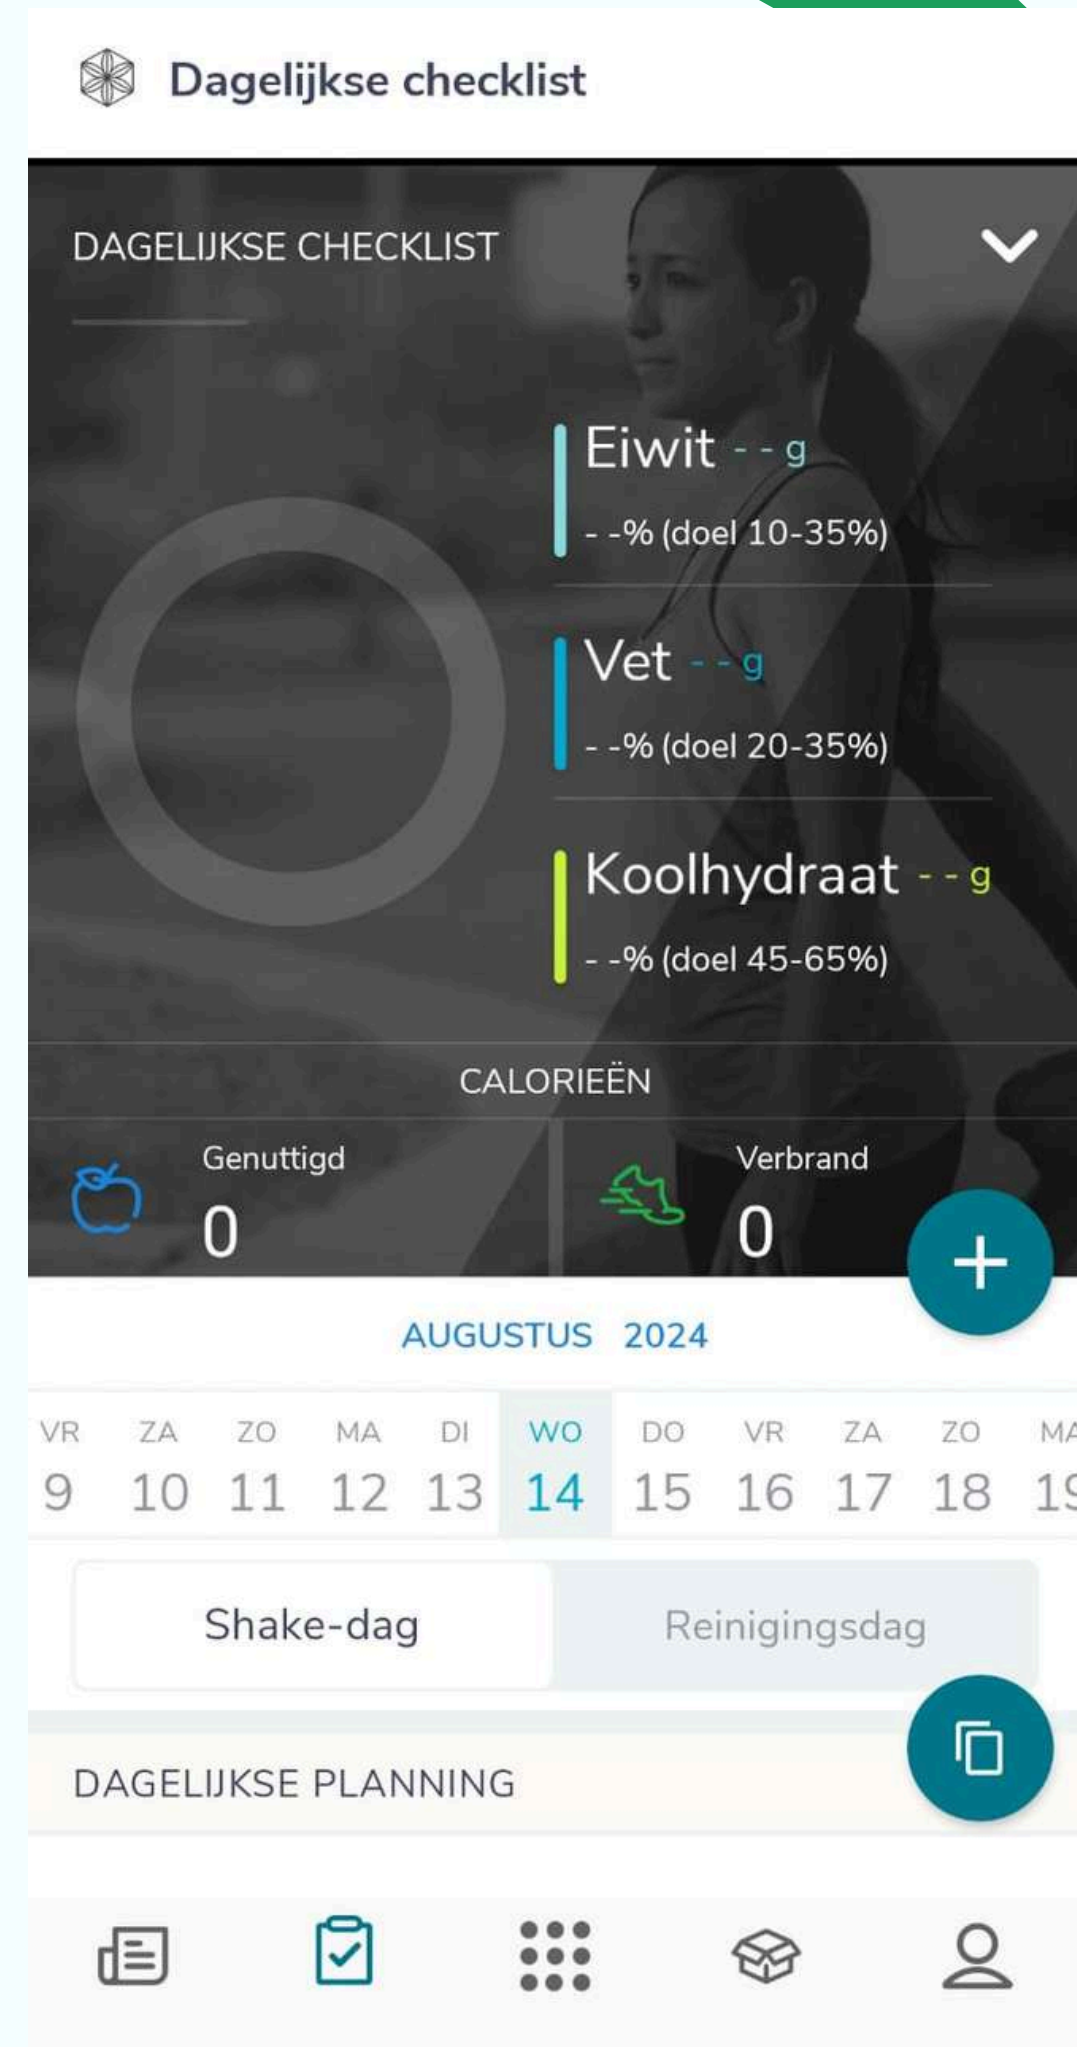 Dagelijkse checklist
DAGELIJKSE CHECKLIST
Eiwit - - g
- -% (doel 10-35%)
Vet - - g
- -% (doel 20-35%)
Koolhydraat - - g
- -% (doel 45-65%)
CALORIEËN
Genuttigd
0
Verbrand
0
AUGUSTUS 2024
VR ZA ZO MA DI WO DO VR ZA ZO MA
9 10 11 12 13 14 15 16 17 18 19
Shake-dag
Reinigingsdag
DAGELIJKSE PLANNING